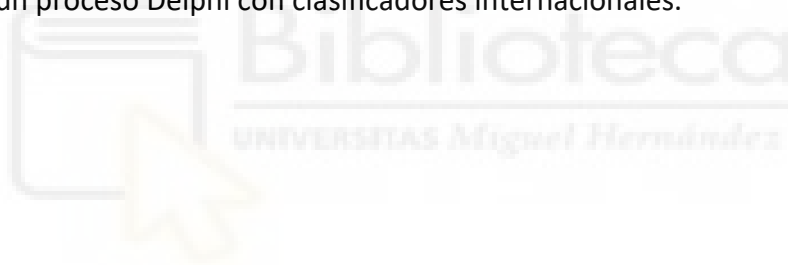 un proceso Delphi con clasificadores internacionales.
Biblioteca
UNIVERSITAS Miguel Hernández